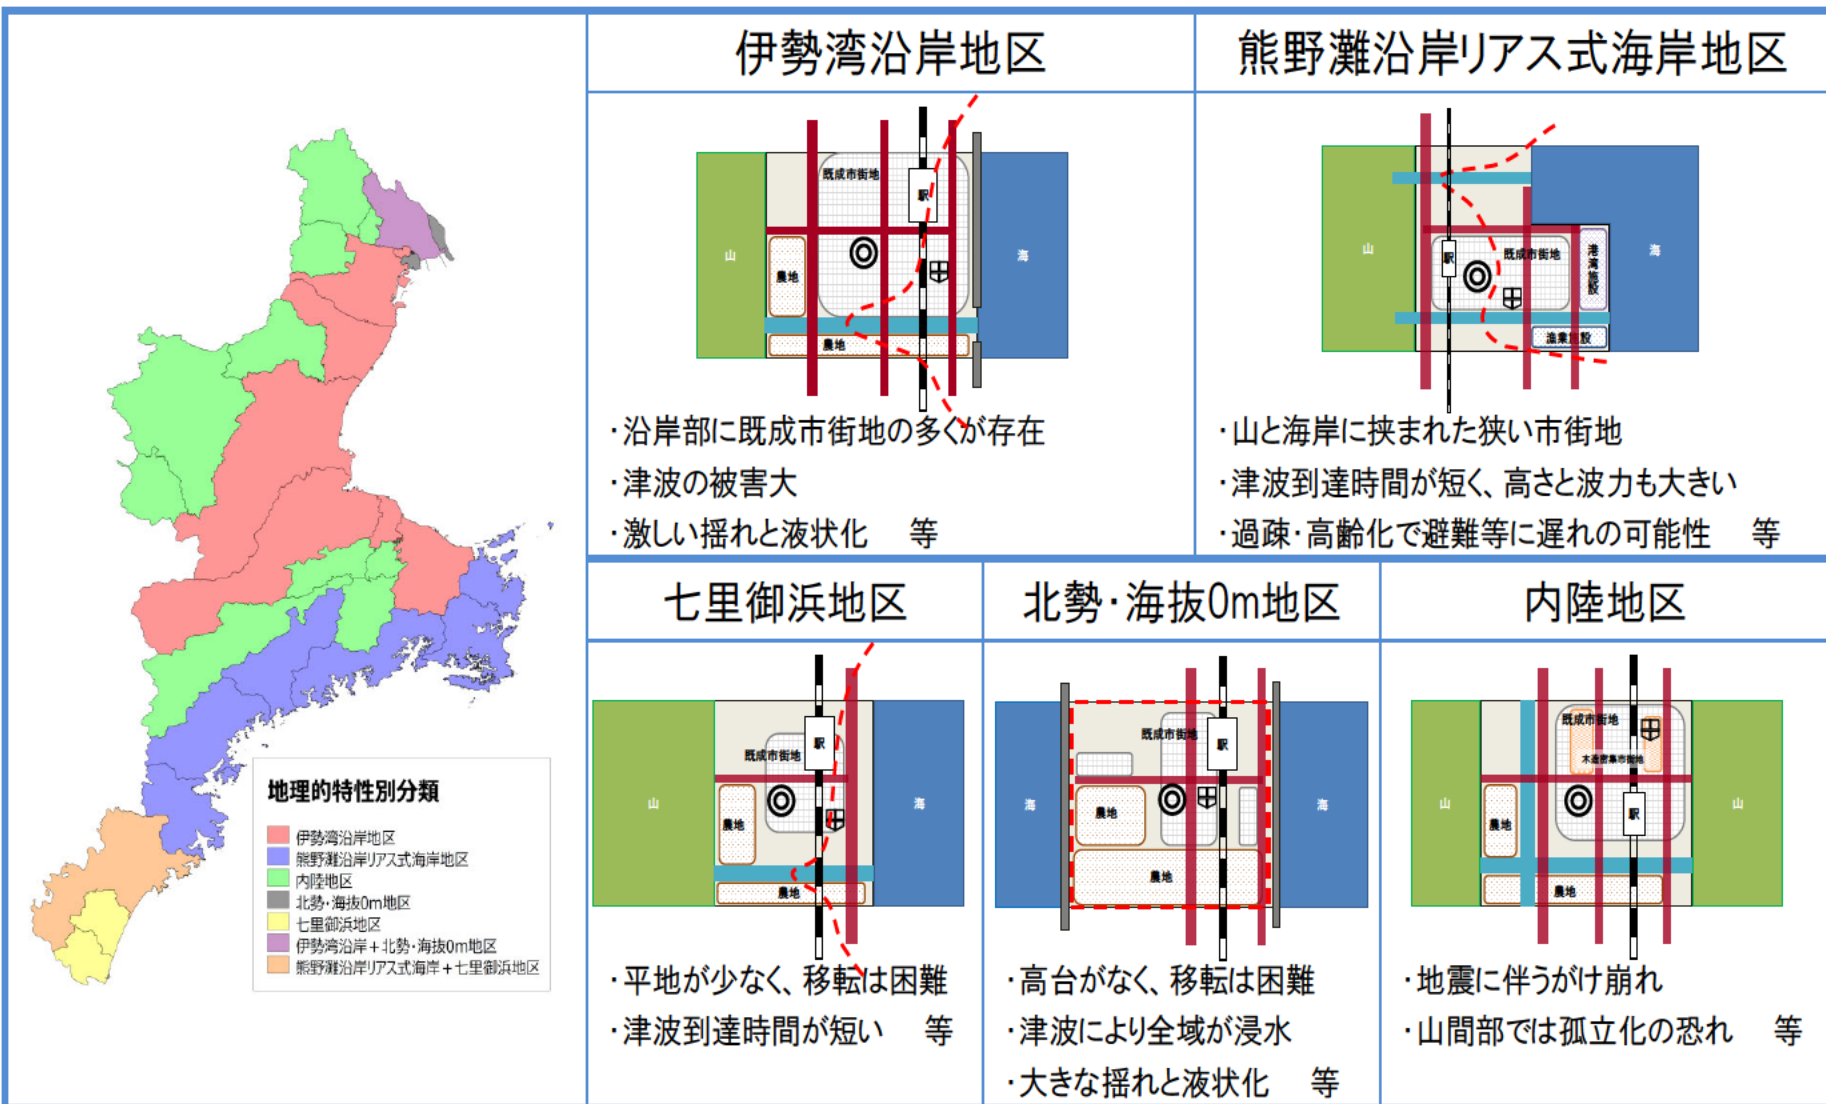 地理的特性別分類
伊勢湾沿岸地区
熊野灘沿岸リアス式海岸地区
内陸地区
北勢・海抜0m地区
七里御浜地区
伊勢湾沿岸+北勢・海抜0m地区
熊野灘沿岸リアス式海岸+七里御浜地区
伊勢湾沿岸地区
既成市街地
駅
山
海
農地
農地
・沿岸部に既成市街地の多くが存在
・津波の被害大
・激しい揺れと液状化 等
熊野灘沿岸リアス式海岸地区
山
海
駅
既成市街地
港湾施設
漁業施設
・山と海岸に挟まれた狭い市街地
・津波到達時間が短く、高さと波力も大きい
・過疎・高齢化で避難等に遅れの可能性 等
七里御浜地区
駅
既成市街地
山
海
農地
農地
・平地が少なく、移転は困難
・津波到達時間が短い 等
北勢・海抜0m地区
既成市街地
駅
海
海
農地
農地
・高台がなく、移転は困難
・津波により全域が浸水
・大きな揺れと液状化 等
内陸地区
既成市街地
木造密集市街地
山
山
駅
農地
農地
・地震に伴うがけ崩れ
・山間部では孤立化の恐れ 等